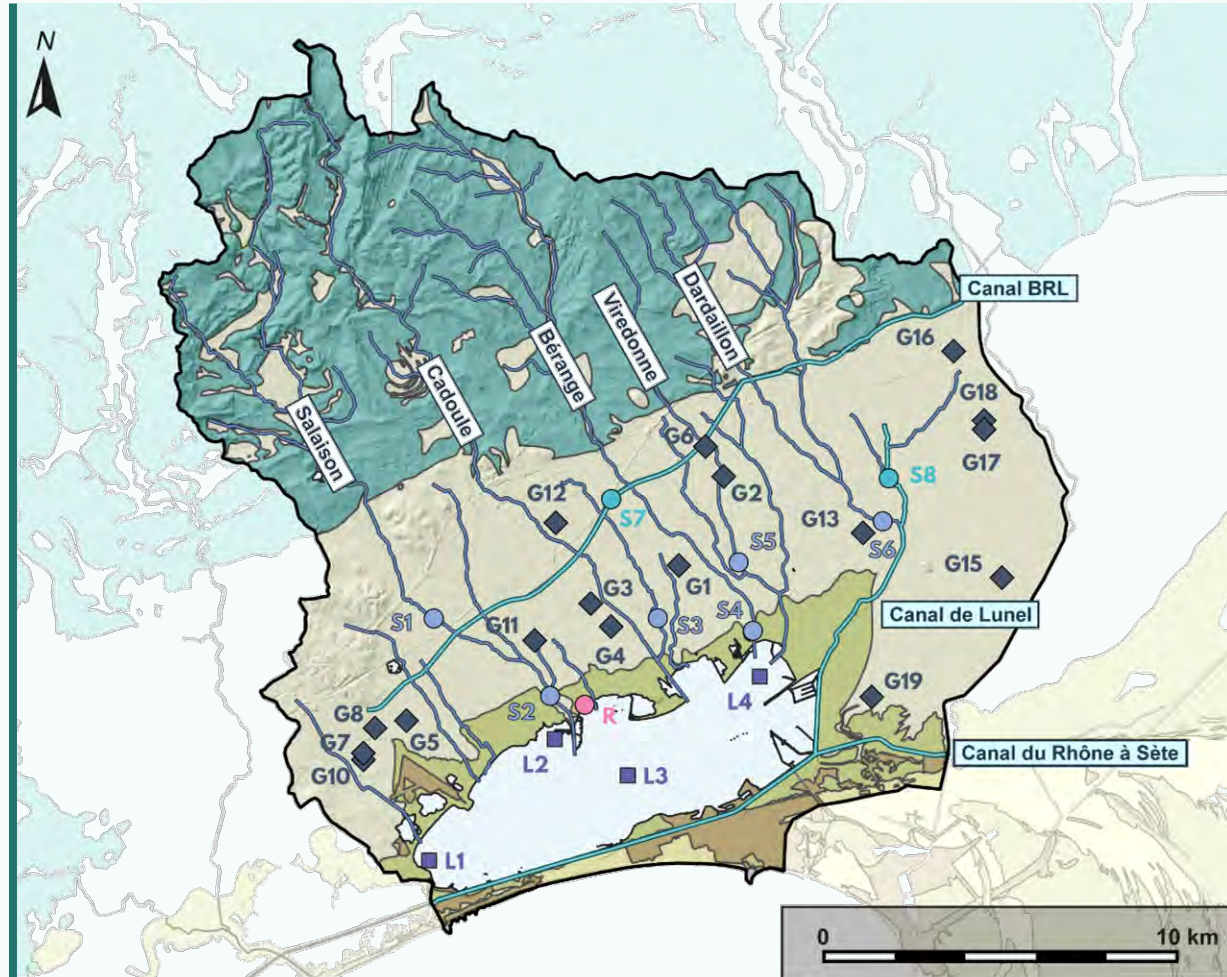 N
Canal BRL
Dardaillon
Viredonne
Bérange
Cadoule
Salaison
G16
G18
G17
G6
G2
S8
G12
S7
G13
S6
S5
G15
G1
G3
S1
G11
G4
S3
S4
Canal de Lunel
L4
G19
S2
R
G8
G5
G7
G10
L2
L3
Canal du Rhône à Sète
L1
0
10 km